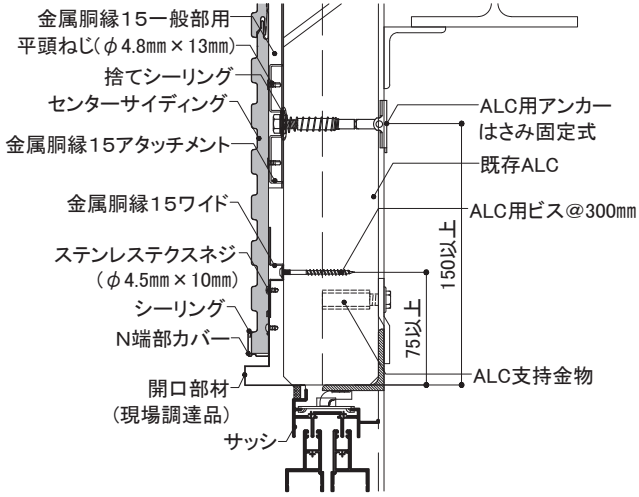 金属胴縁15一般部用
平頭ねじ(φ4.8mm×13mm)
捨てシーリング
センターサイディング
金属胴縁15アタッチメント
金属胴縁15ワイド
ステンレステクスネジ
(φ4.5mm×10mm)
シーリング
N端部カバー
開口部材
(現場調達品)
サッシ
ALC用アンカー
はさみ固定式
既存ALC
ALC用ビス@300mm
150以上
75以上
ALC支持金物